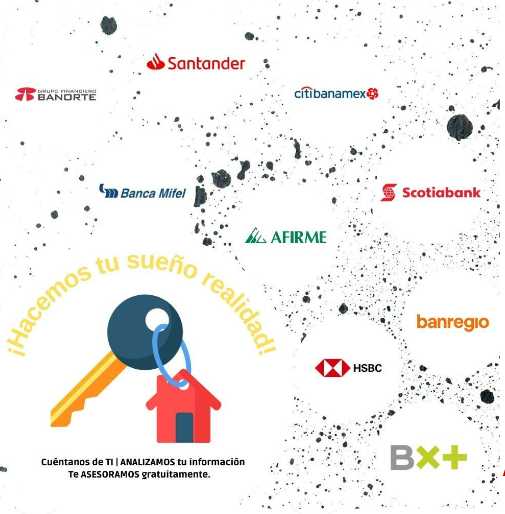 Santander
GRUPO FINANCIERO
BANORTE
citibanamex
Banca Mifel
Scotiabank
AFIRME
¡Hacemos tu sueño realidad!
banregio
HSBC
BX+
Cuéntanos de TI | ANALIZAMOS tu información
Te ASESORAMOS gratuitamente.